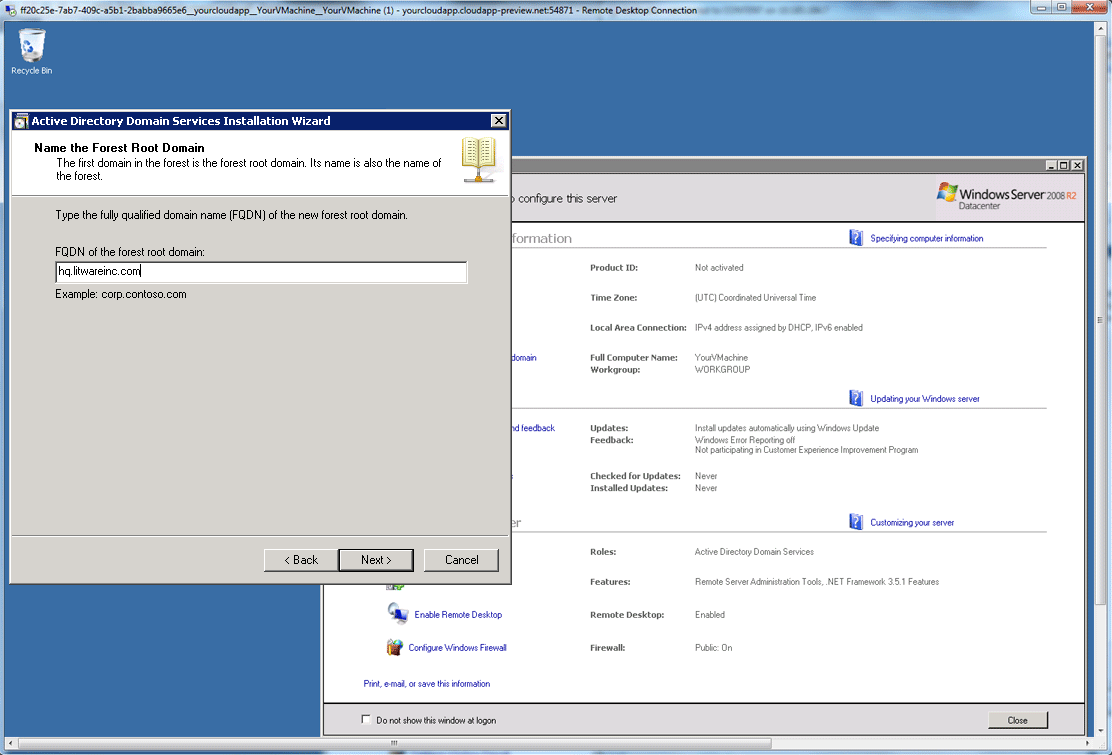 ff20c25e-7ab7-409c-a5b1-2babba9665e6__yourcloudapp__YourVMachine__YourVMachine (1) - yourcloudapp.cloudapp-preview.net:54871 - Remote Desktop Connection
Recycle Bin
Active Directory Domain Services Installation Wizard
Name the Forest Root Domain
The first domain in the forest is the forest root domain. Its name is also the name of
the forest.
Type the fully qualified domain name (FQDN) of the new forest root domain.
FQDN of the forest root domain:
hq.litwareinc.com
Example: corp.contoso.com
< Back
Next >
Cancel
configure this server
Windows Server 2008 R2
Datacenter
formation
Specifying computer information
Product ID: Not activated
Time Zone: (UTC) Coordinated Universal Time
Local Area Connection: IPv4 address assigned by DHCP, IPv6 enabled
domain
Full Computer Name: YourVMachine
Workgroup: WORKGROUP
Updating your Windows server
nd feedback
Updates: Install updates automatically using Windows Update
Feedback: Windows Error Reporting off
Not participating in Customer Experience Improvement Program
Checked for Updates: Never
Installed Updates: Never
er
Customizing your server
Roles: Active Directory Domain Services
Features: Remote Server Administration Tools, .NET Framework 3.5.1 Features
Enable Remote Desktop
Remote Desktop: Enabled
Configure Windows Firewall
Firewall: Public: On
Print, e-mail, or save this information
Do not show this window at logon
Close